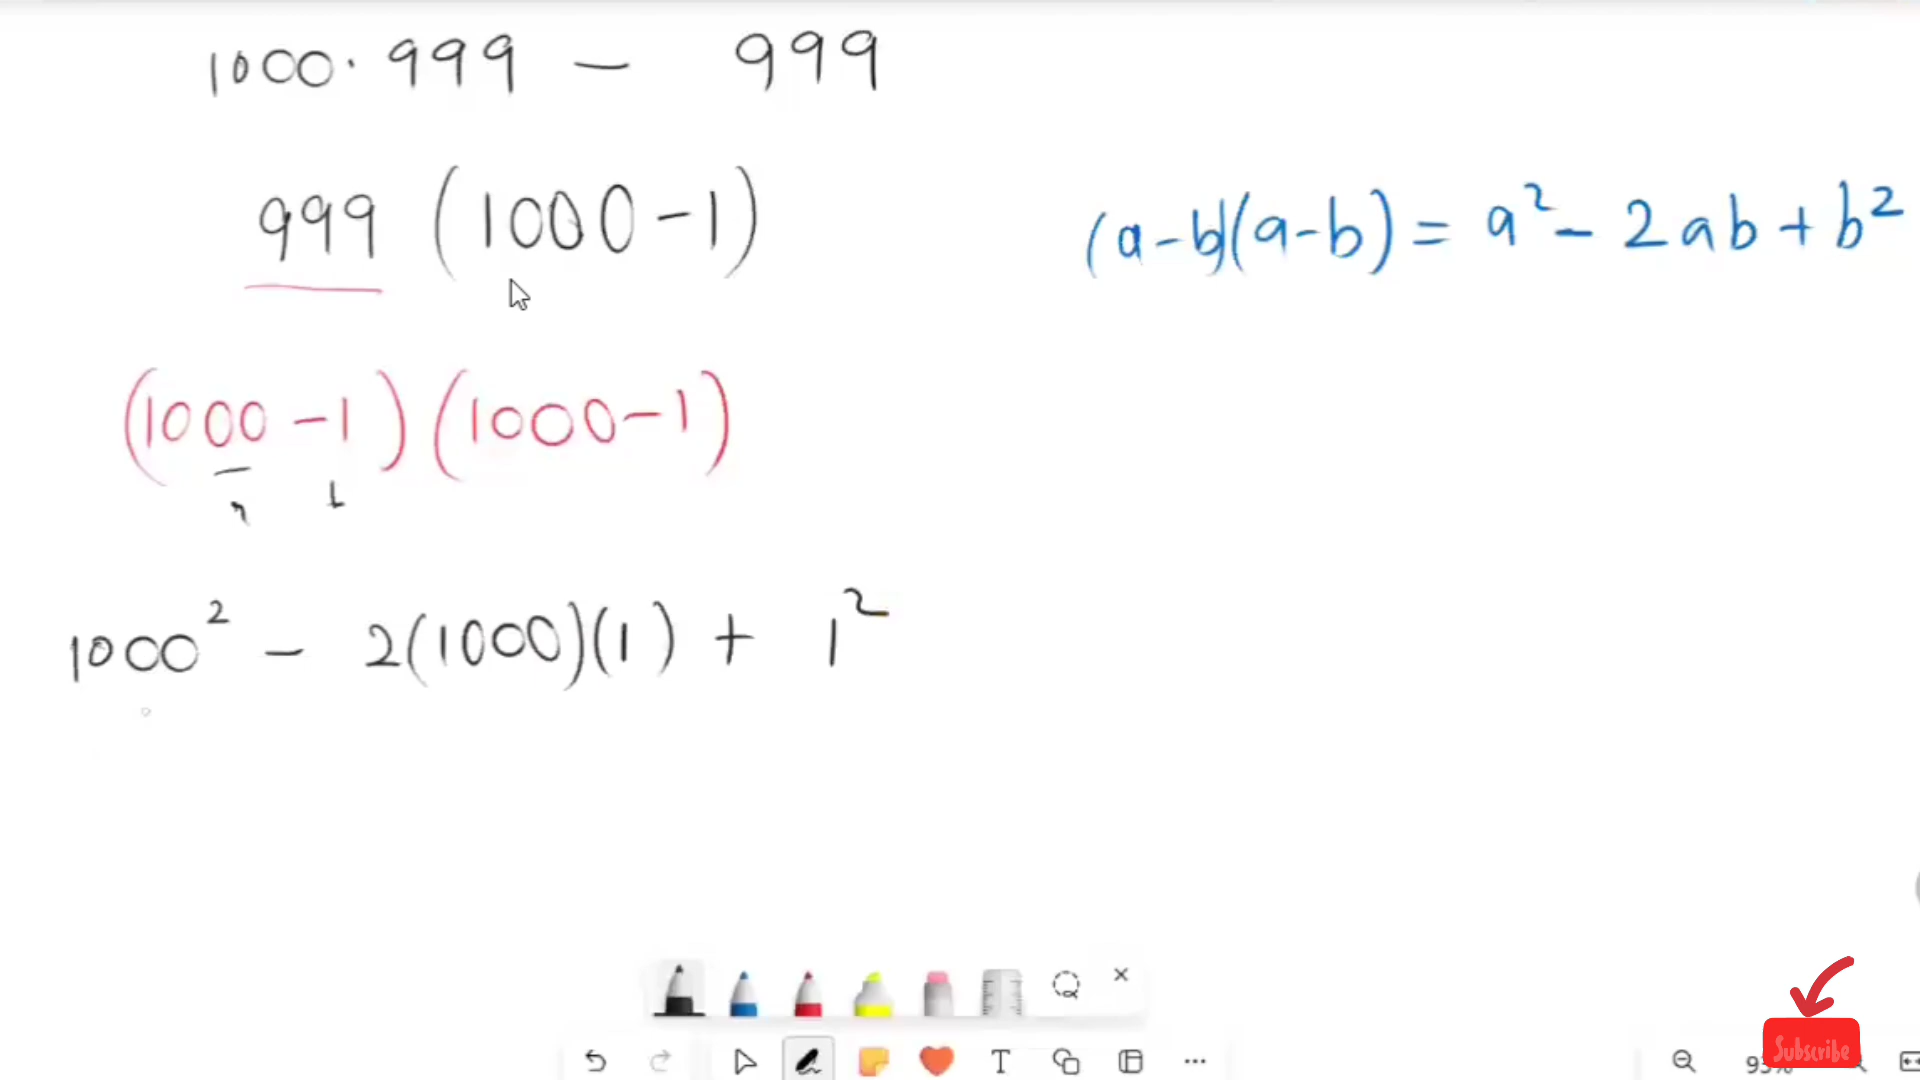 1000·999 − 999
999 (1000−1)
(a−b)(a−b) = a² − 2ab + b²
(1000 −1)(1000−1)
1000² − 2(1000)(1) + 1²
T
Subscribe